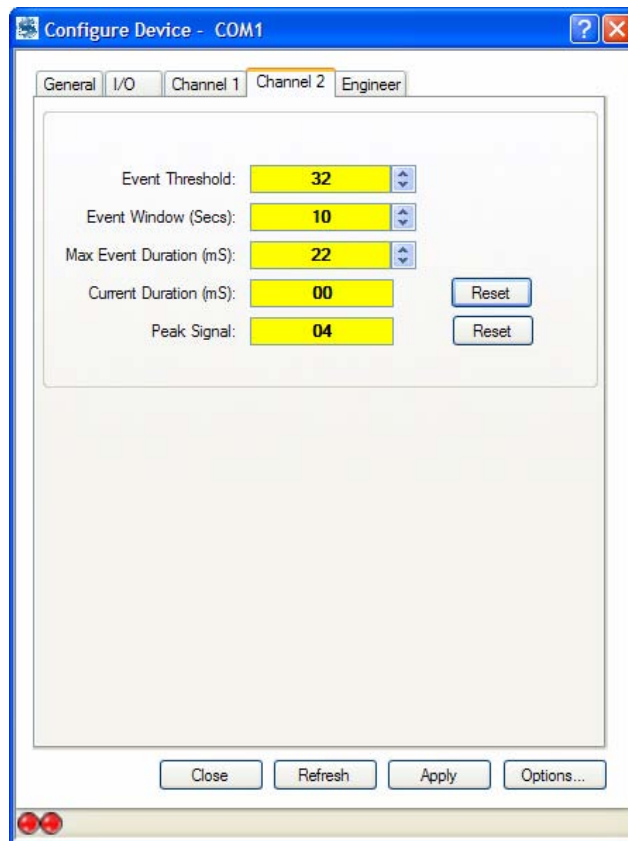 Configure Device - COM1
General I/O Channel 1 Channel 2 Engineer
Event Threshold: 32
Event Window (Secs): 10
Max Event Duration (mS): 22
Current Duration (mS): 00 Reset
Peak Signal: 04 Reset
Close Refresh Apply Options...